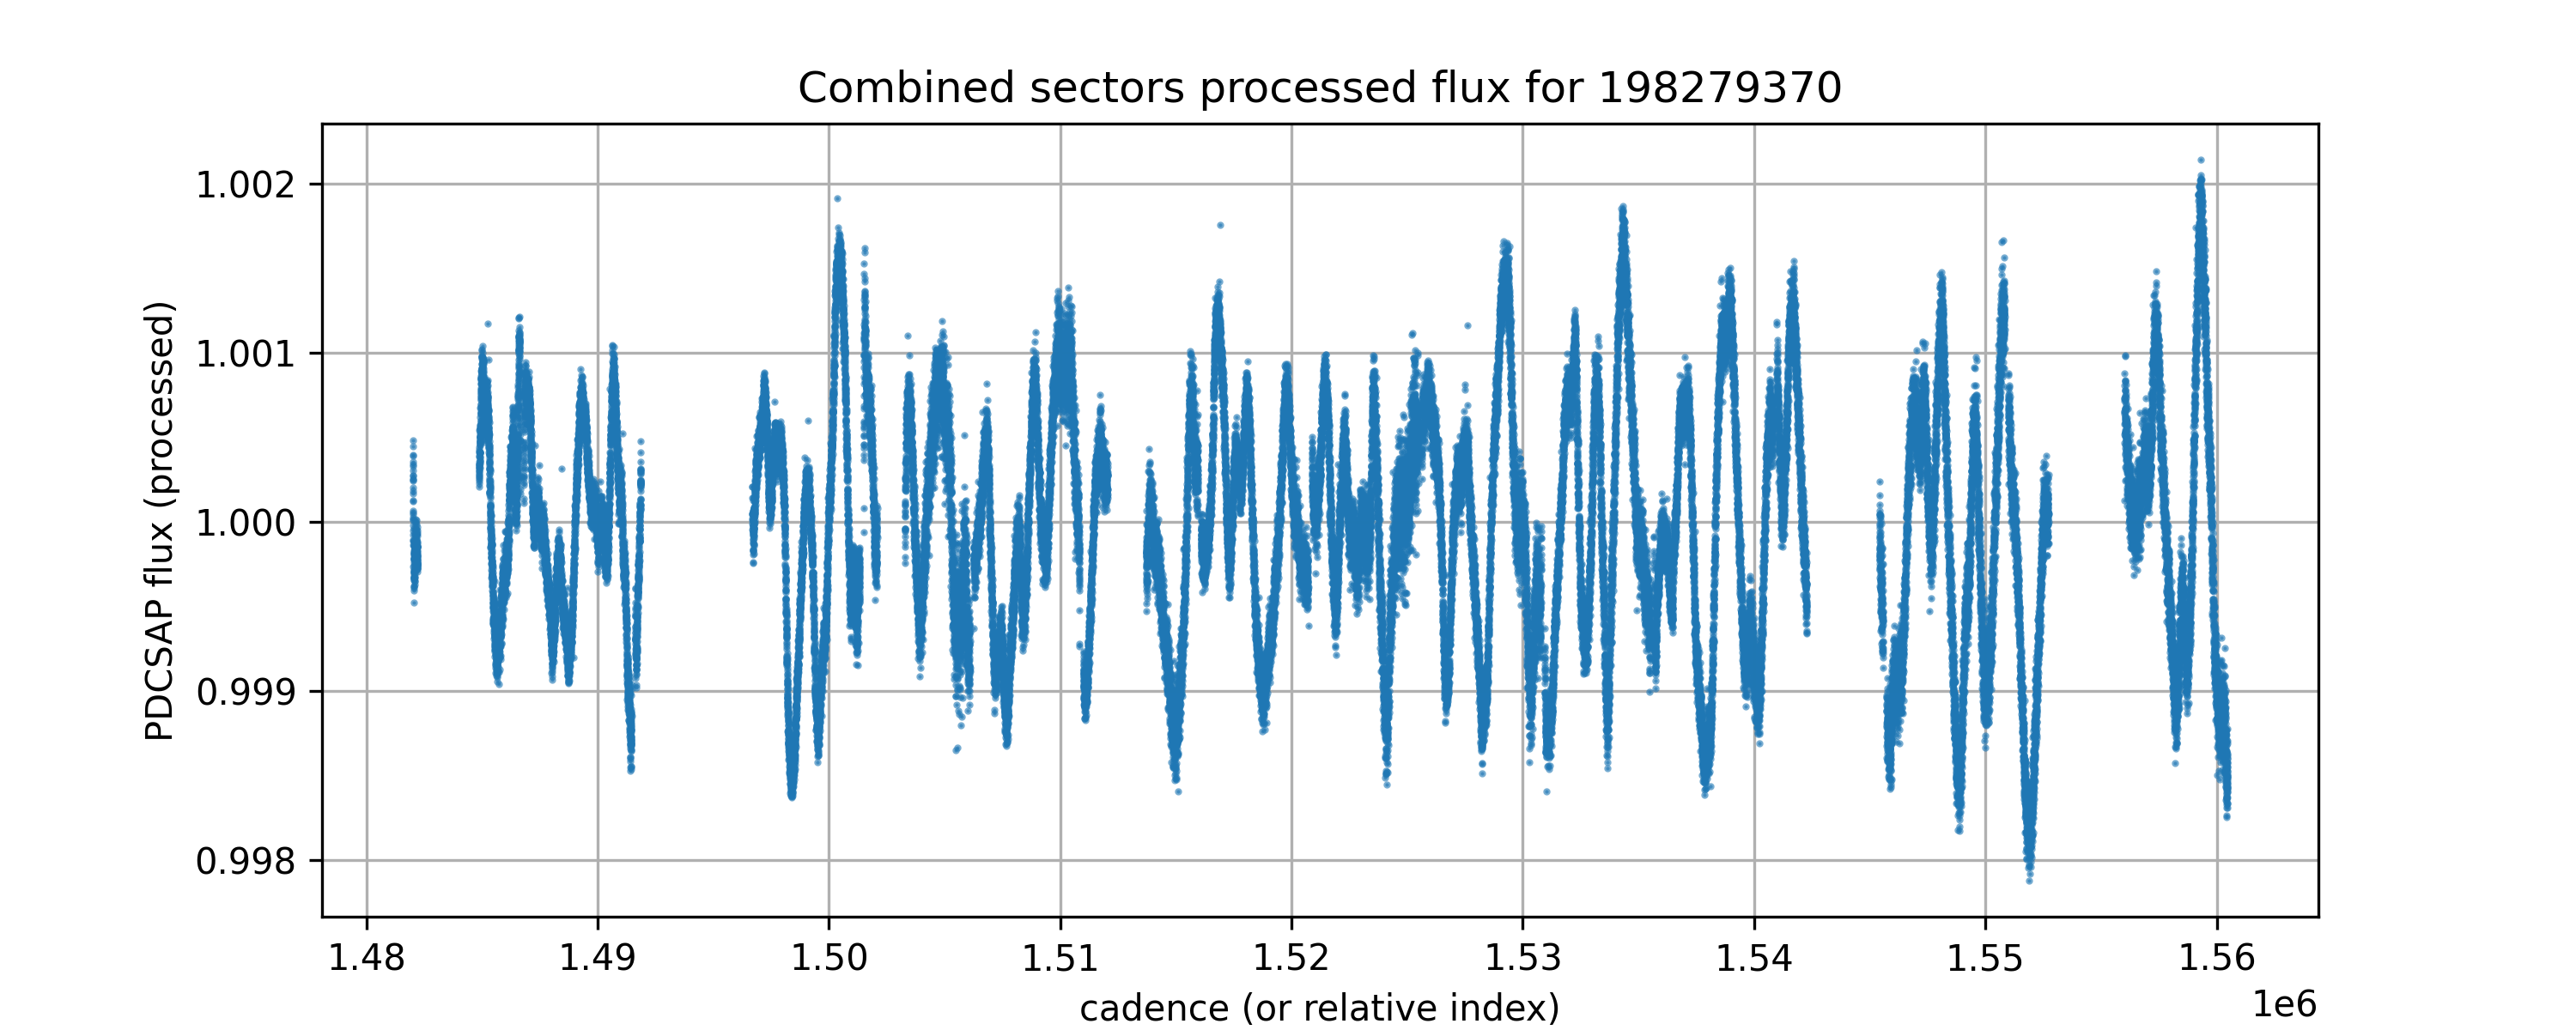 Combined sectors processed flux for 198279370
PDCSAP flux (processed)
1.002
1.001
1.000
0.999
0.998
1.48 1.49 1.50 1.51 1.52 1.53 1.54 1.55 1.56
1e6
cadence (or relative index)